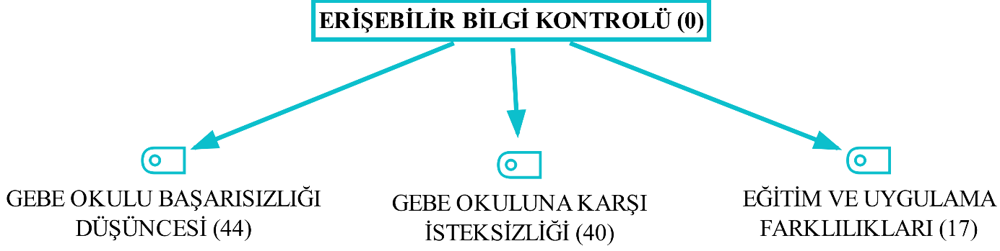 ERİŞEBİLİR BİLGİ KONTROLÜ (0)
GEBE OKULU BAŞARISIZLIĞI
DÜŞÜNCESİ (44)
GEBE OKULUNA KARŞI
İSTEKSİZLİĞİ (40)
EĞİTİM VE UYGULAMA
FARKLILIKLARI (17)